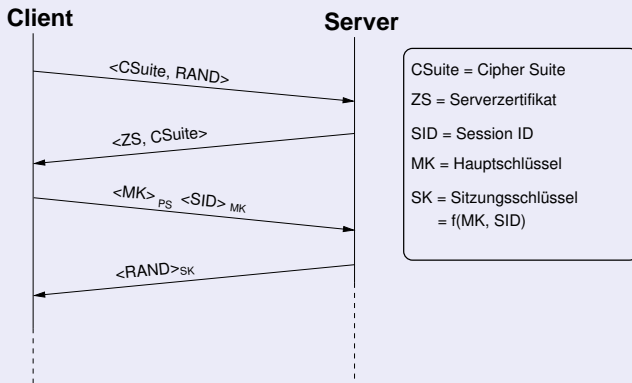 Client
Server
<CSuite, RAND>
<ZS, CSuite>
<MK>PS <SID>MK
<RAND>SK
CSuite = Cipher Suite
ZS = Serverzertifikat
SID = Session ID
MK = Hauptschlüssel
SK = Sitzungsschlüssel
= f(MK, SID)